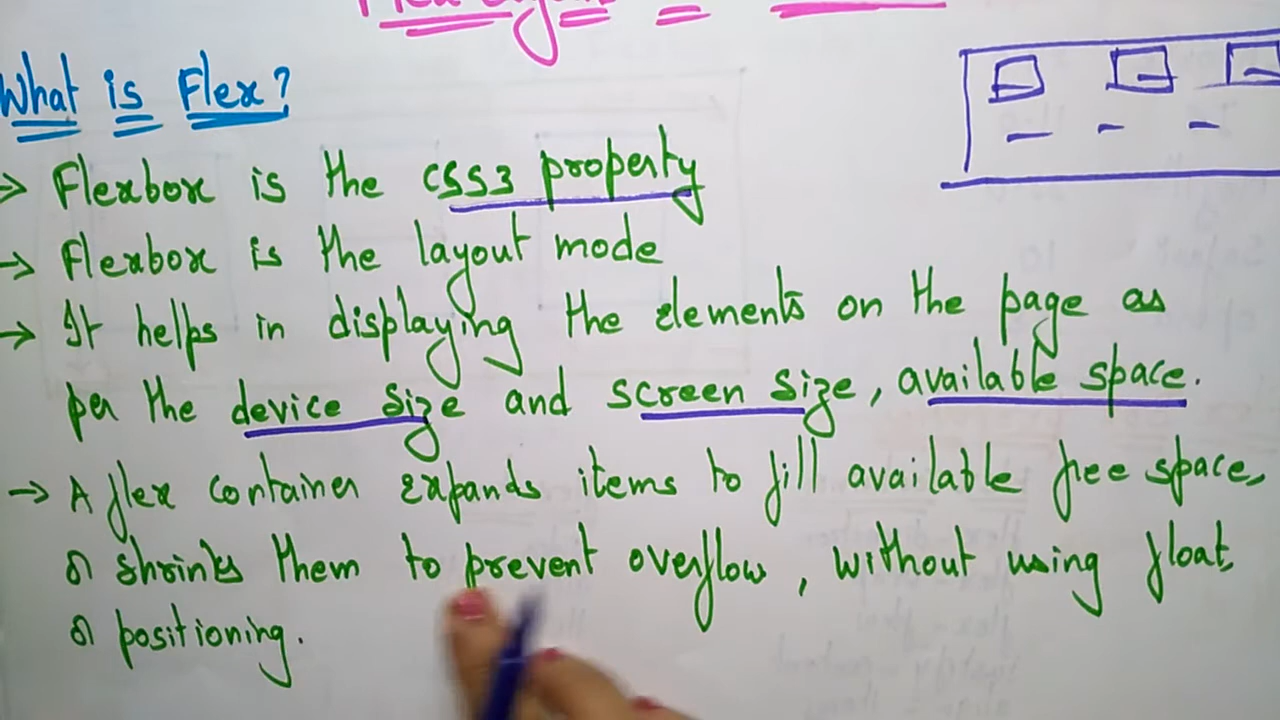 What is Flex?
→ Flexbox is the CSS3 property
→ Flexbox is the layout mode
→ It helps in displaying the elements on the page as
per the device size and screen size, available space.
→ A flex container expands items to fill available free space,
or shrinks them to prevent overflow, without using float,
or positioning.